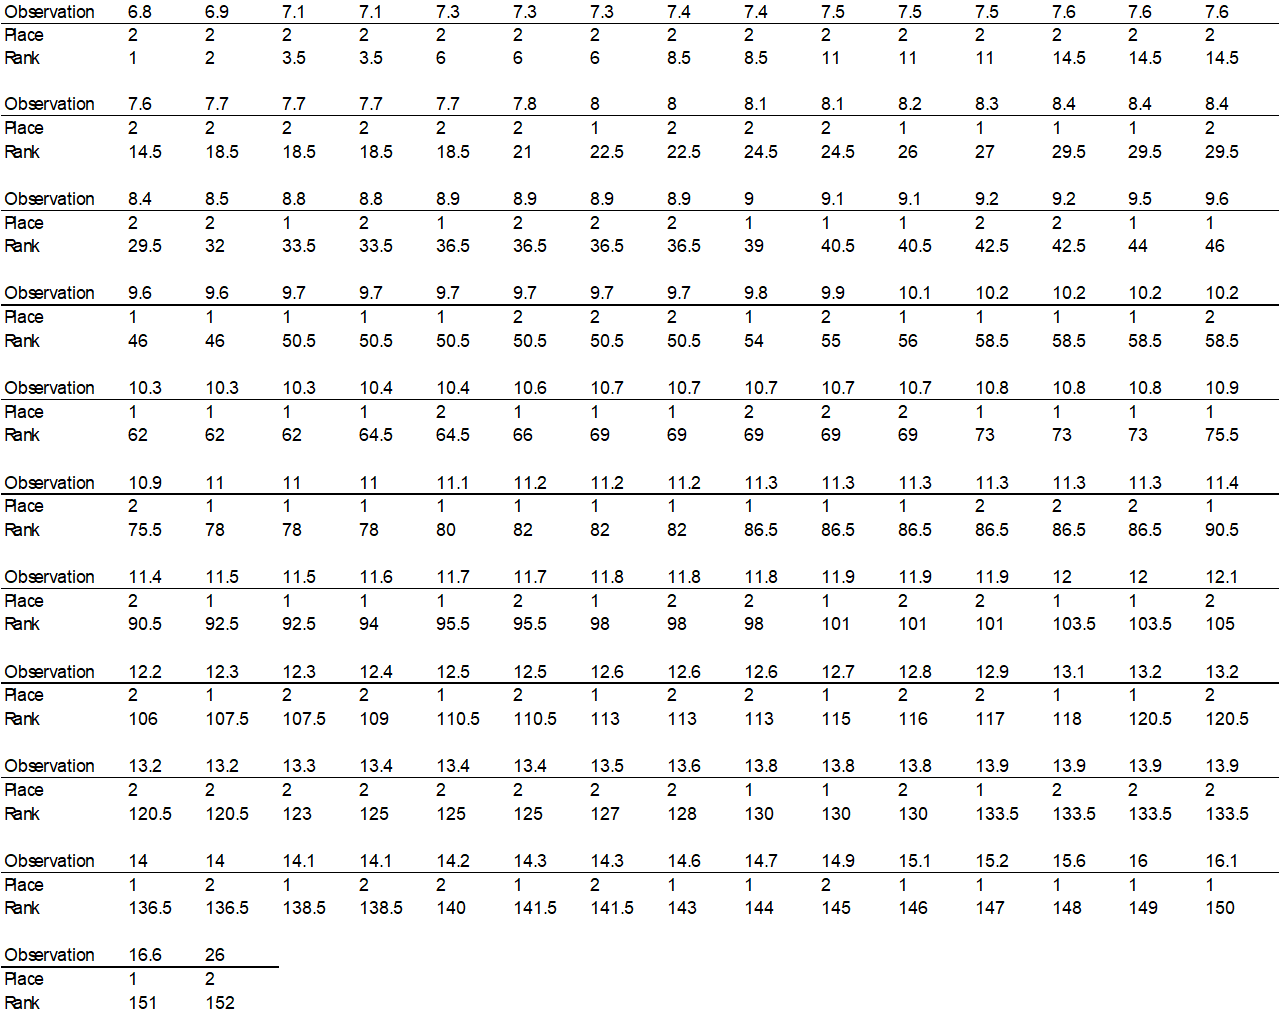 Observation 6.8 6.9 7.1 7.1 7.3 7.3 7.3 7.4 7.4 7.5 7.5 7.5 7.6 7.6 7.6
Place 2 2 2 2 2 2 2 2 2 2 2 2 2 2 2
Rank 1 2 3.5 3.5 6 6 6 8.5 8.5 11 11 11 14.5 14.5 14.5
Observation 7.6 7.7 7.7 7.7 7.7 7.8 8 8 8.1 8.1 8.2 8.3 8.4 8.4 8.4
Place 2 2 2 2 2 2 1 2 2 2 1 1 1 1 2
Rank 14.5 18.5 18.5 18.5 18.5 21 22.5 22.5 24.5 24.5 26 27 29.5 29.5 29.5
Observation 8.4 8.5 8.8 8.8 8.9 8.9 8.9 8.9 9 9.1 9.1 9.2 9.2 9.5 9.6
Place 2 2 1 2 1 2 2 2 1 1 1 2 2 1 1
Rank 29.5 32 33.5 33.5 36.5 36.5 36.5 36.5 39 40.5 40.5 42.5 42.5 44 46
Observation 9.6 9.6 9.7 9.7 9.7 9.7 9.7 9.7 9.8 9.9 10.1 10.2 10.2 10.2 10.2
Place 1 1 1 1 1 2 2 2 1 2 1 1 1 1 2
Rank 46 46 50.5 50.5 50.5 50.5 50.5 50.5 54 55 56 58.5 58.5 58.5 58.5
Observation 10.3 10.3 10.3 10.4 10.4 10.6 10.7 10.7 10.7 10.7 10.7 10.8 10.8 10.8 10.9
Place 1 1 1 1 2 1 1 1 2 2 2 1 1 1 1
Rank 62 62 62 64.5 64.5 66 69 69 69 69 69 73 73 73 75.5
Observation 10.9 11 11 11 11.1 11.2 11.2 11.2 11.3 11.3 11.3 11.3 11.3 11.3 11.4
Place 2 1 1 1 1 1 1 1 1 1 1 2 2 2 1
Rank 75.5 78 78 78 80 82 82 82 86.5 86.5 86.5 86.5 86.5 86.5 90.5
Observation 11.4 11.5 11.5 11.6 11.7 11.7 11.8 11.8 11.8 11.9 11.9 11.9 12 12 12.1
Place 2 1 1 1 1 2 1 2 2 1 2 2 1 1 2
Rank 90.5 92.5 92.5 94 95.5 95.5 98 98 98 101 101 101 103.5 103.5 105
Observation 12.2 12.3 12.3 12.4 12.5 12.5 12.6 12.6 12.6 12.7 12.8 12.9 13.1 13.2 13.2
Place 2 1 2 2 1 2 1 2 2 1 2 2 1 1 2
Rank 106 107.5 107.5 109 110.5 110.5 113 113 113 115 116 117 118 120.5 120.5
Observation 13.2 13.2 13.3 13.4 13.4 13.4 13.5 13.6 13.8 13.8 13.8 13.9 13.9 13.9 13.9
Place 2 2 2 2 2 2 2 2 1 1 2 1 2 2 2
Rank 120.5 120.5 123 125 125 125 127 128 130 130 130 133.5 133.5 133.5 133.5
Observation 14 14 14.1 14.1 14.2 14.3 14.3 14.6 14.7 14.9 15.1 15.2 15.6 16 16.1
Place 1 2 1 2 2 1 2 1 1 2 1 1 1 1 1
Rank 136.5 136.5 138.5 138.5 140 141.5 141.5 143 144 145 146 147 148 149 150
Observation 16.6 26
Place 1 2
Rank 151 152